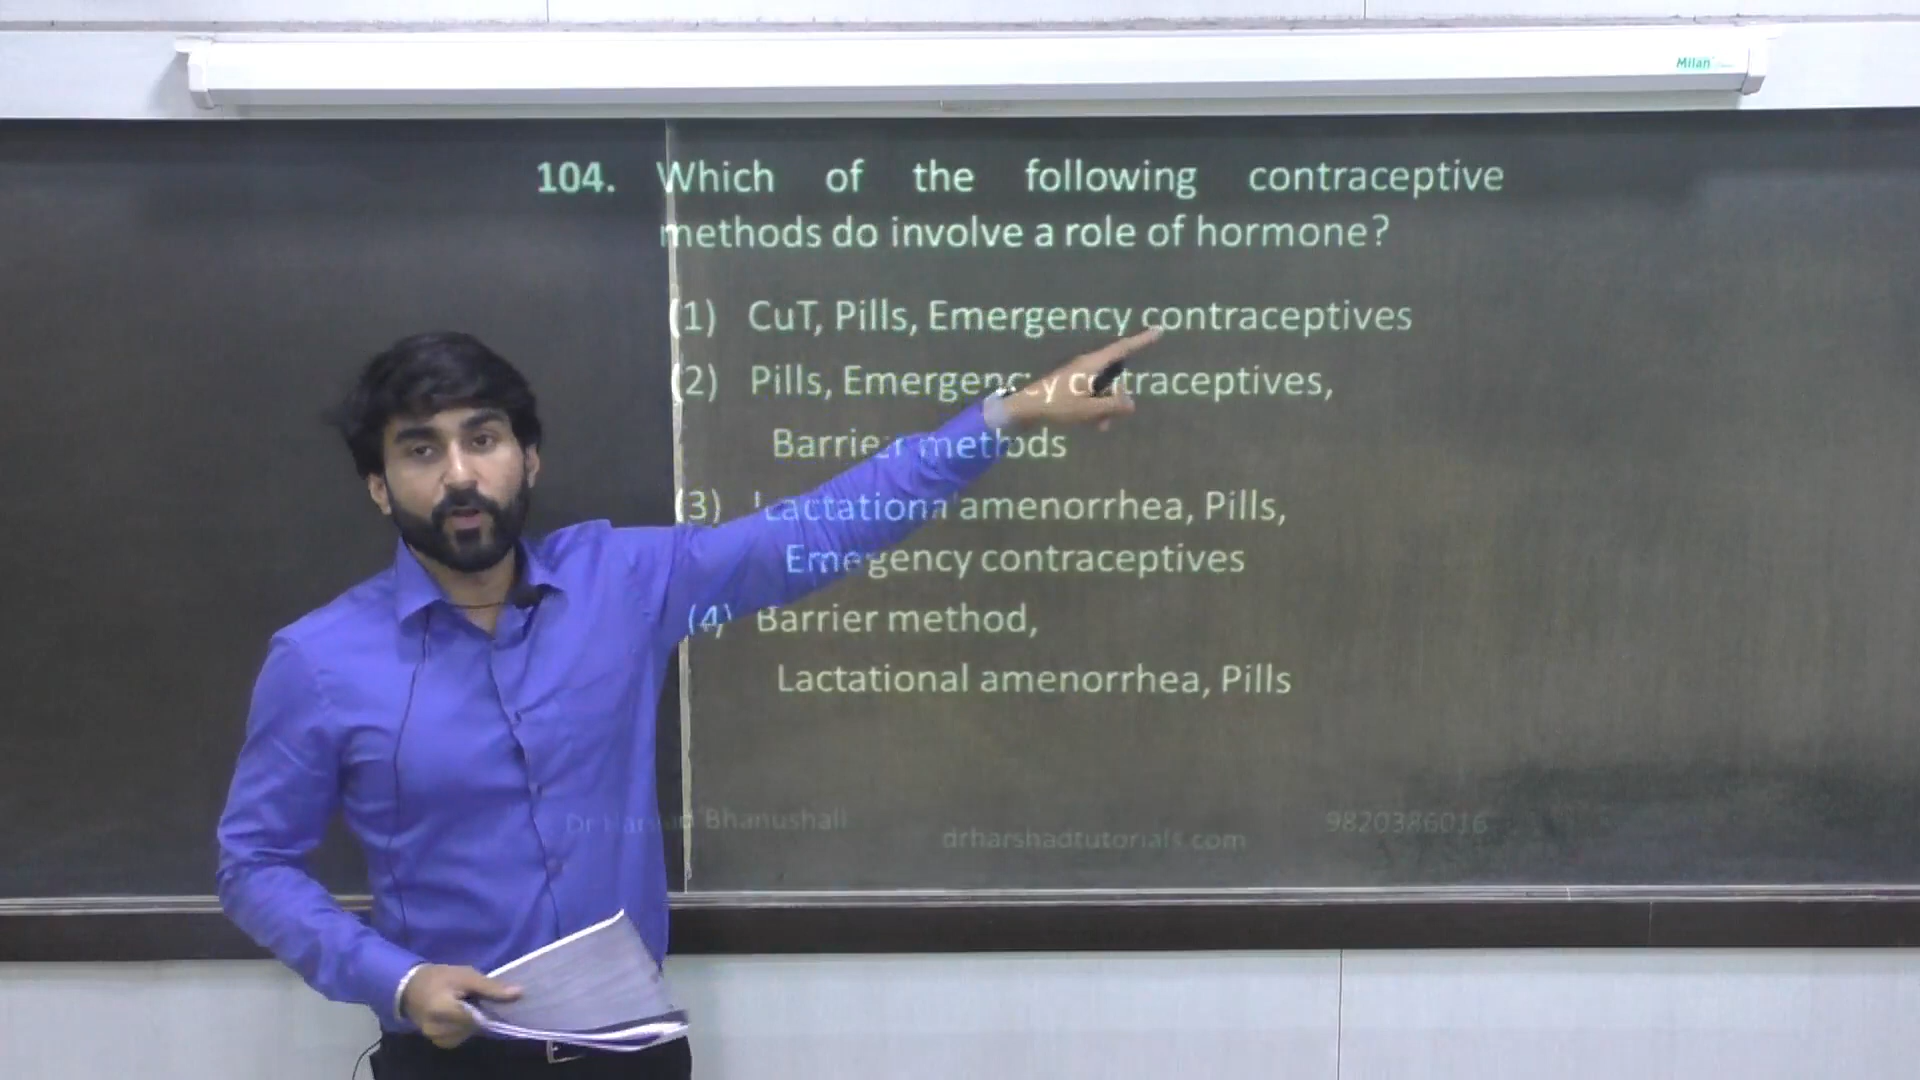 Milan
104. Which of the following contraceptive
methods do involve a role of hormone?
(1) CuT, Pills, Emergency contraceptives
(2) Pills, Emergency contraceptives,
Barrier methods
(3) Lactational amenorrhea, Pills,
Emergency contraceptives
(4) Barrier method,
Lactational amenorrhea, Pills
Dr Harshad Bhanushali
drharshadtutorials.com
9820386016